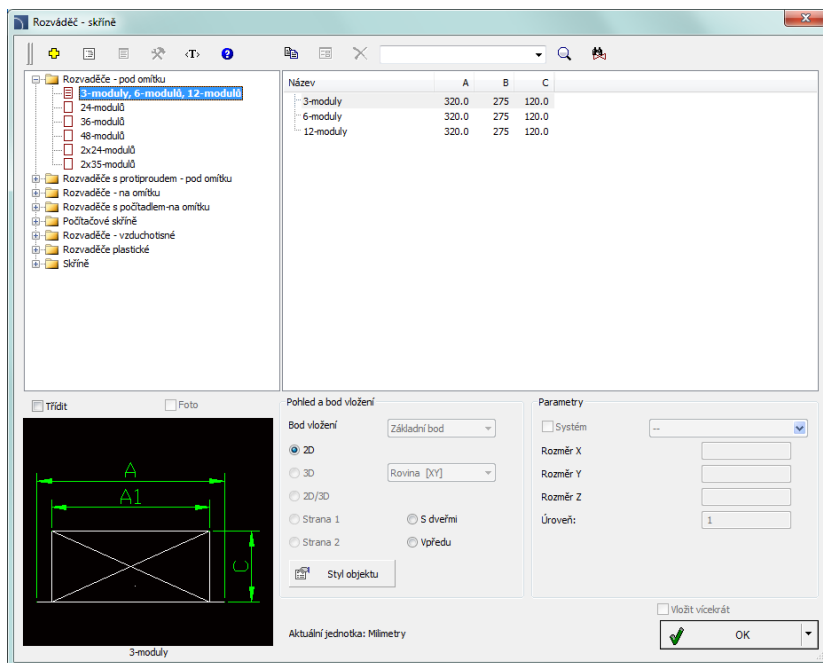 Rozváděč - skříně
‹T›
Rozvaděče - pod omítku
3-moduly, 6-modulů, 12-modulů
24-modulů
36-modulů
48-modulů
2x24-modulů
2x35-modulů
Rozvaděče s protiproudem - pod omítku
Rozvaděče - na omítku
Rozvaděče s počítadlem-na omítku
Počítačové skříně
Rozvaděče - vzduchotisné
Rozvaděče plastické
Skříně
Název A B C
3-moduly 320.0 275 120.0
6-moduly 320.0 275 120.0
12-moduly 320.0 275 120.0
Třídit Foto
A
A1
C
3-moduly
Pohled a bod vložení
Bod vložení Základní bod
2D
3D Rovina [XY]
2D/3D
Strana 1 S dveřmi
Strana 2 Vpředu
Styl objektu
Aktuální jednotka: Milimetry
Parametry
Systém --
Rozměr X
Rozměr Y
Rozměr Z
Úroveň: 1
Vložit vícekrát
OK